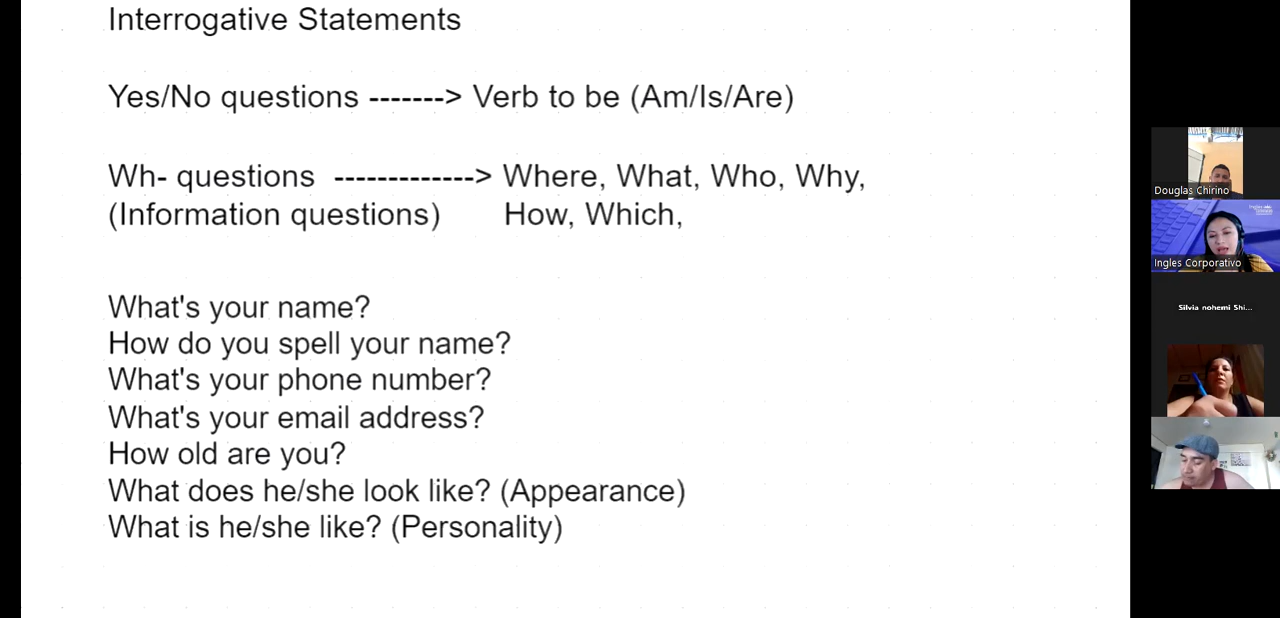 Interrogative Statements
Yes/No questions -------> Verb to be (Am/Is/Are)
Wh- questions -------------> Where, What, Who, Why,
(Information questions) How, Which,
What's your name?
How do you spell your name?
What's your phone number?
What's your email address?
How old are you?
What does he/she look like? (Appearance)
What is he/she like? (Personality)
Douglas Chirino
Ingles Corporativo
Silvia nohemi Shi...